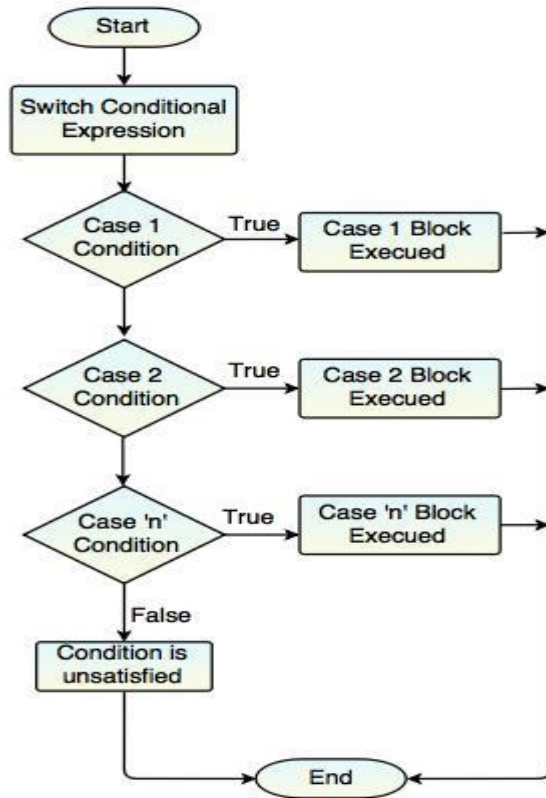 Start
Switch Conditional
Expression
Case 1
Condition
True
Case 1 Block
Execued
Case 2
Condition
True
Case 2 Block
Execued
Case 'n'
Condition
True
Case 'n' Block
Execued
False
Condition is
unsatisfied
End